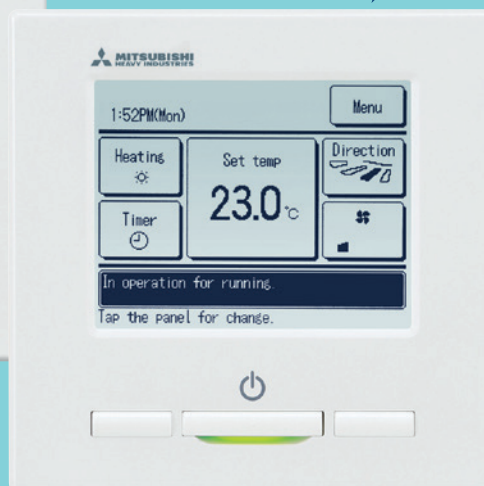 MITSUBISHI
HEAVY INDUSTRIES
1:52PM(Mon)
Menu
Heating
Set temp
Direction
23.0 °C
Timer
In operation for running.
Tap the panel for change.